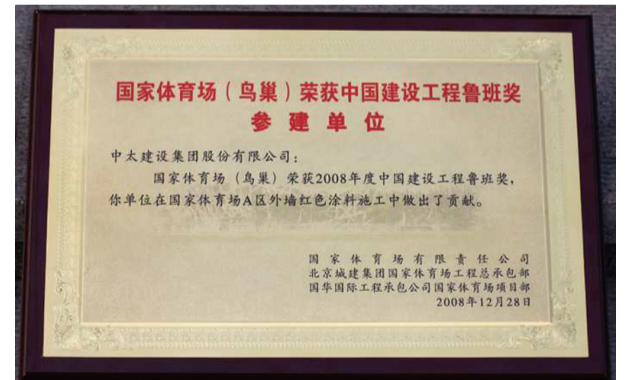 国家体育场（鸟巢）荣获中国建设工程鲁班奖
参建单位
中太建设集团股份有限公司：
国家体育场（鸟巢）荣获2008年度中国建设工程鲁班奖，
你单位在国家体育场A区外墙红色涂料施工中做出了贡献。
国家体育场有限责任公司
北京城建集团国家体育场工程总承包部
国华国际工程承包公司国家体育场项目部
2008年12月28日